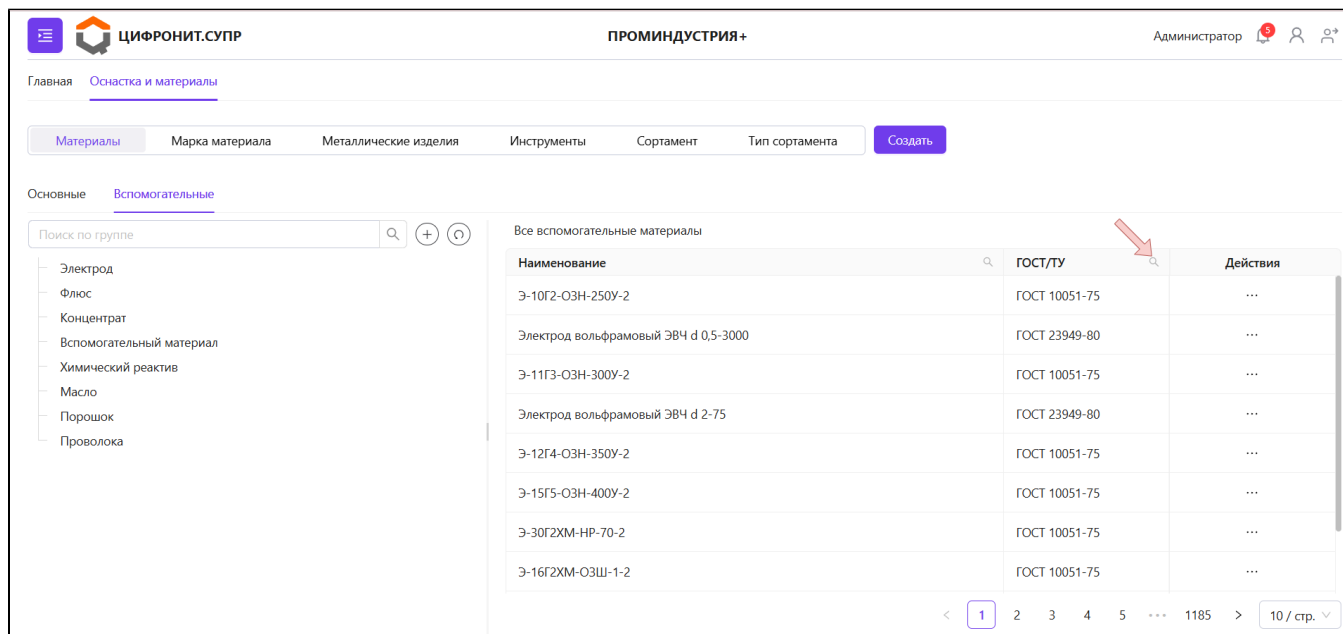 ЦИФРОНИТ.СУПР ПРОМИНДУСТРИЯ+ Администратор 5
Главная Оснастка и материалы
Материалы Марка материала Металлические изделия Инструменты Сортамент Тип сортамента Создать
Основные Вспомогательные
Поиск по группе
Электрод
Флюс
Концентрат
Вспомогательный материал
Химический реактив
Масло
Порошок
Проволока
Все вспомогательные материалы
Наименование ГОСТ/ТУ Действия
Э-10Г2-ОЗН-250У-2 ГОСТ 10051-75 ...
Электрод вольфрамовый ЭВЧ d 0,5-3000 ГОСТ 23949-80 ...
Э-11Г3-ОЗН-300У-2 ГОСТ 10051-75 ...
Электрод вольфрамовый ЭВЧ d 2-75 ГОСТ 23949-80 ...
Э-12Г4-ОЗН-350У-2 ГОСТ 10051-75 ...
Э-15Г5-ОЗН-400У-2 ГОСТ 10051-75 ...
Э-30Г2ХМ-НР-70-2 ГОСТ 10051-75 ...
Э-16Г2ХМ-ОЗШ-1-2 ГОСТ 10051-75 ...
< 1 2 3 4 5 ••• 1185 > 10 / стр.